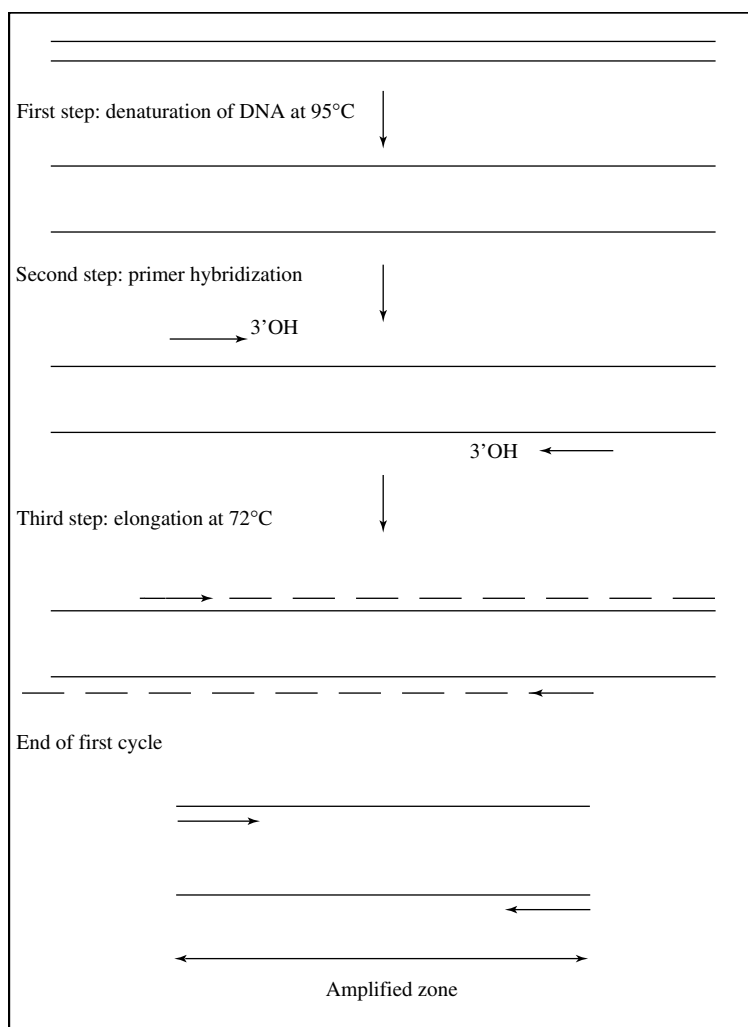 First step: denaturation of DNA at 95°C
Second step: primer hybridization
3’OH
3’OH
Third step: elongation at 72°C
End of first cycle
Amplified zone